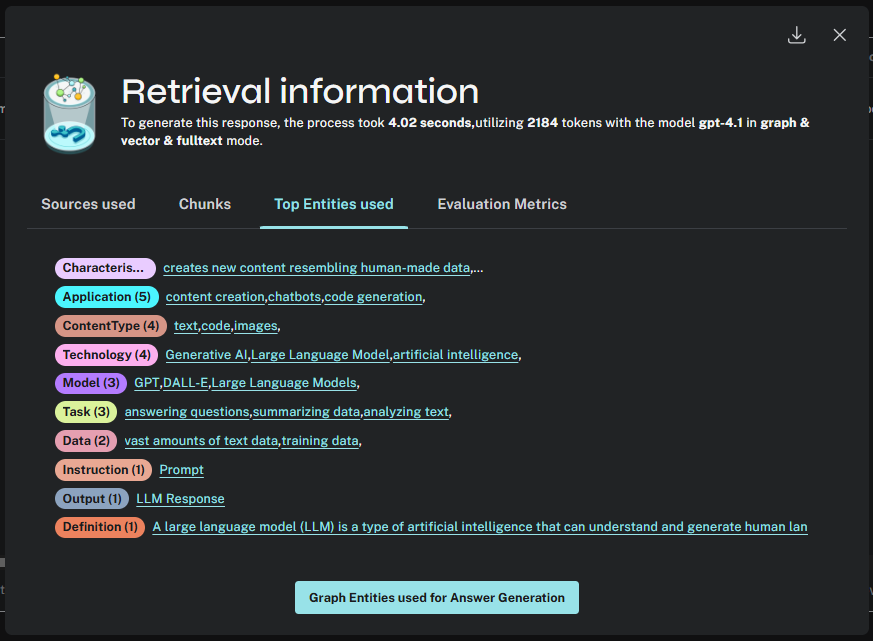 Retrieval information
To generate this response, the process took 4.02 seconds,utilizing 2184 tokens with the model gpt-4.1 in graph &
vector & fulltext mode.
Sources used Chunks Top Entities used Evaluation Metrics
Characteris... creates new content resembling human-made data,...
Application (5) content creation,chatbots,code generation,
ContentType (4) text,code,images,
Technology (4) Generative AI,Large Language Model,artificial intelligence,
Model (3) GPT,DALL-E,Large Language Models,
Task (3) answering questions,summarizing data,analyzing text,
Data (2) vast amounts of text data,training data,
Instruction (1) Prompt
Output (1) LLM Response
Definition (1) A large language model (LLM) is a type of artificial intelligence that can understand and generate human lan
Graph Entities used for Answer Generation